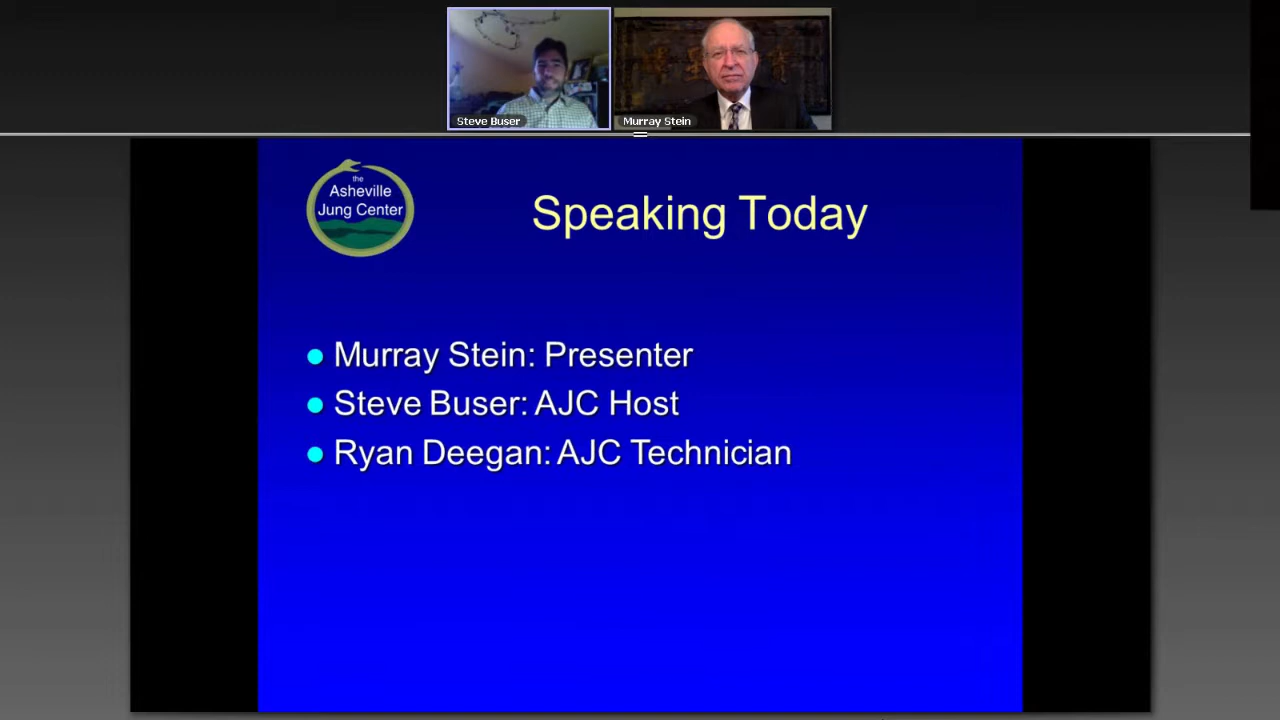 Steve Buser
Murray Stein
the
Asheville
Jung Center
Speaking Today
Murray Stein: Presenter
Steve Buser: AJC Host
Ryan Deegan: AJC Technician